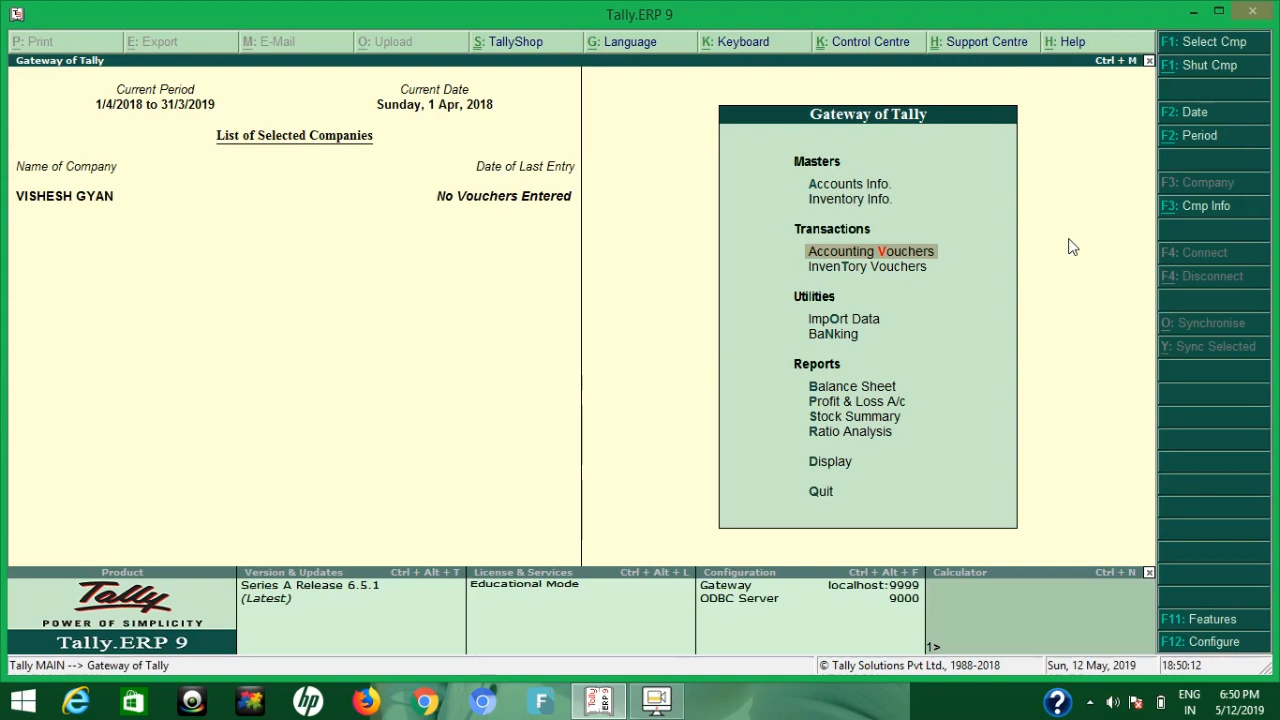 Tally.ERP 9
P: Print
E: Export
M: E-Mail
O: Upload
S: TallyShop
G: Language
K: Keyboard
K: Control Centre
H: Support Centre
H: Help
Gateway of Tally
Ctrl + M
Current Period
1/4/2018 to 31/3/2019
Current Date
Sunday, 1 Apr, 2018
List of Selected Companies
Name of Company
Date of Last Entry
VISHESH GYAN
No Vouchers Entered
Gateway of Tally
Masters
Accounts Info.
Inventory Info.
Transactions
Accounting Vouchers
InvenTory Vouchers
Utilities
ImpOrt Data
BaNking
Reports
Balance Sheet
Profit & Loss A/c
Stock Summary
Ratio Analysis
Display
Quit
F1: Select Cmp
F1: Shut Cmp
F2: Date
F2: Period
F3: Company
F3: Cmp Info
F4: Connect
F4: Disconnect
O: Synchronise
Y: Sync Selected
F11: Features
F12: Configure
Product
Tally
POWER OF SIMPLICITY
Tally.ERP 9
Version & Updates
Ctrl + Alt + T
Series A Release 6.5.1
(Latest)
License & Services
Ctrl + Alt + L
Educational Mode
Configuration
Ctrl + Alt + F
Gateway
localhost:9999
ODBC Server
9000
Calculator
Ctrl + N
1>
Tally MAIN --> Gateway of Tally
© Tally Solutions Pvt Ltd., 1988-2018
Sun, 12 May, 2019
18:50:12
hp
F
Tally
ERP 9
ENG
IN
6:50 PM
5/12/2019